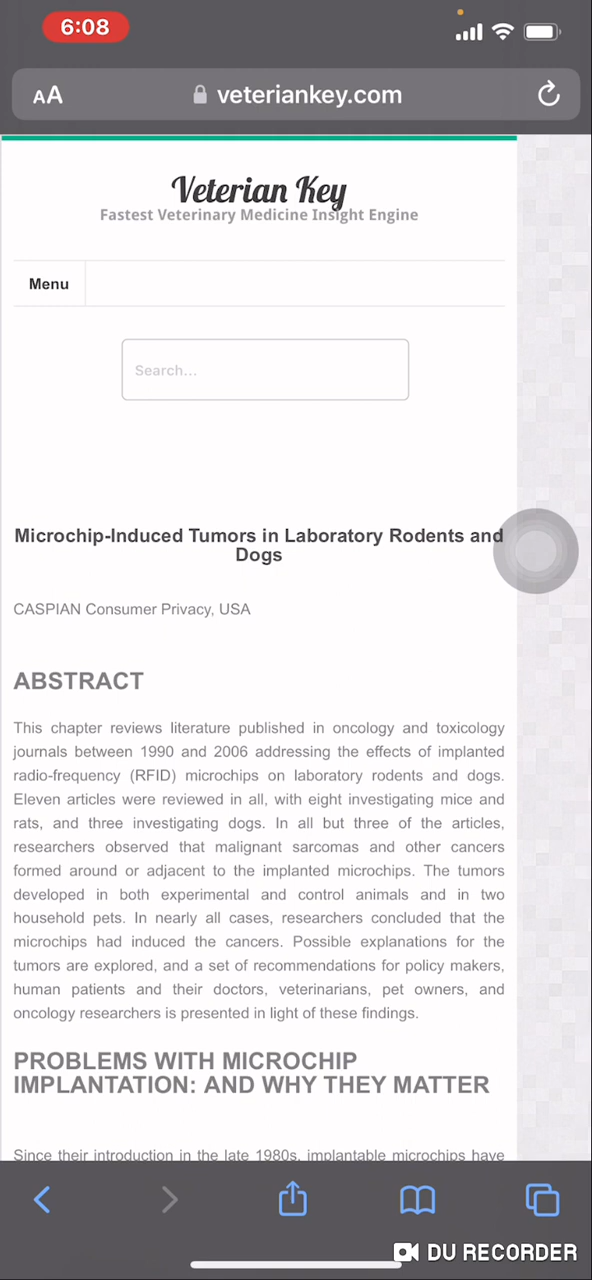 6:08
AA veteriankey.com
Veterian Key
Fastest Veterinary Medicine Insight Engine
Menu
Search...
Microchip-Induced Tumors in Laboratory Rodents and
Dogs
CASPIAN Consumer Privacy, USA
ABSTRACT
This chapter reviews literature published in oncology and toxicology
journals between 1990 and 2006 addressing the effects of implanted
radio-frequency (RFID) microchips on laboratory rodents and dogs.
Eleven articles were reviewed in all, with eight investigating mice and
rats, and three investigating dogs. In all but three of the articles,
researchers observed that malignant sarcomas and other cancers
formed around or adjacent to the implanted microchips. The tumors
developed in both experimental and control animals and in two
household pets. In nearly all cases, researchers concluded that the
microchips had induced the cancers. Possible explanations for the
tumors are explored, and a set of recommendations for policy makers,
human patients and their doctors, veterinarians, pet owners, and
oncology researchers is presented in light of these findings.
PROBLEMS WITH MICROCHIP
IMPLANTATION: AND WHY THEY MATTER
Since their introduction in the late 1980s, implantable microchips have
DU RECORDER